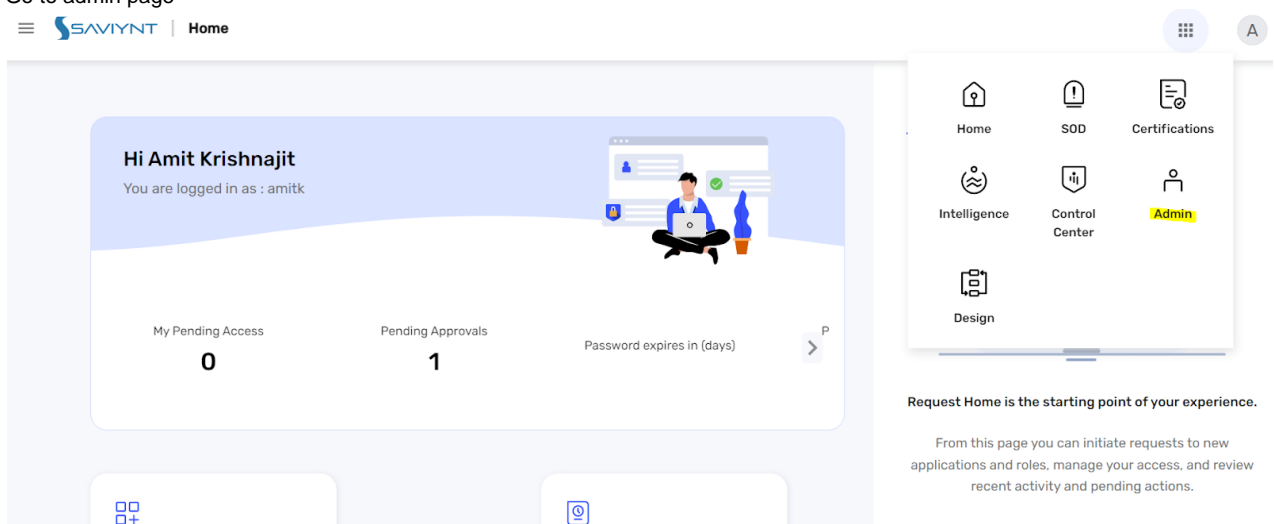 Go to admin page
SAVIYNT | Home
A
Home
SOD
Certifications
Intelligence
Control
Center
Admin
Design
Hi Amit Krishnajit
You are logged in as : amitk
My Pending Access
0
Pending Approvals
1
Password expires in (days)
P
Request Home is the starting point of your experience.
From this page you can initiate requests to new
applications and roles, manage your access, and review
recent activity and pending actions.